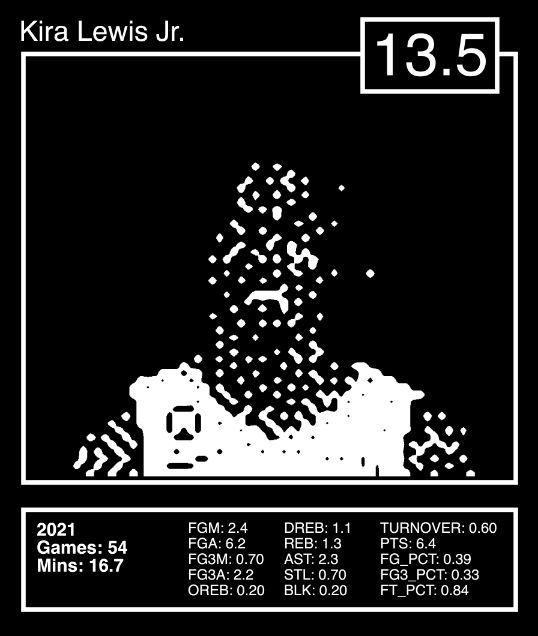 Kira Lewis Jr.
13.5
2021
Games: 54
Mins: 16.7
FGM: 2.4
FGA: 6.2
FG3M: 0.70
FG3A: 2.2
OREB: 0.20
DREB: 1.1
REB: 1.3
AST: 2.3
STL: 0.70
BLK: 0.20
TURNOVER: 0.60
PTS: 6.4
FG_PCT: 0.39
FG3_PCT: 0.33
FT_PCT: 0.84